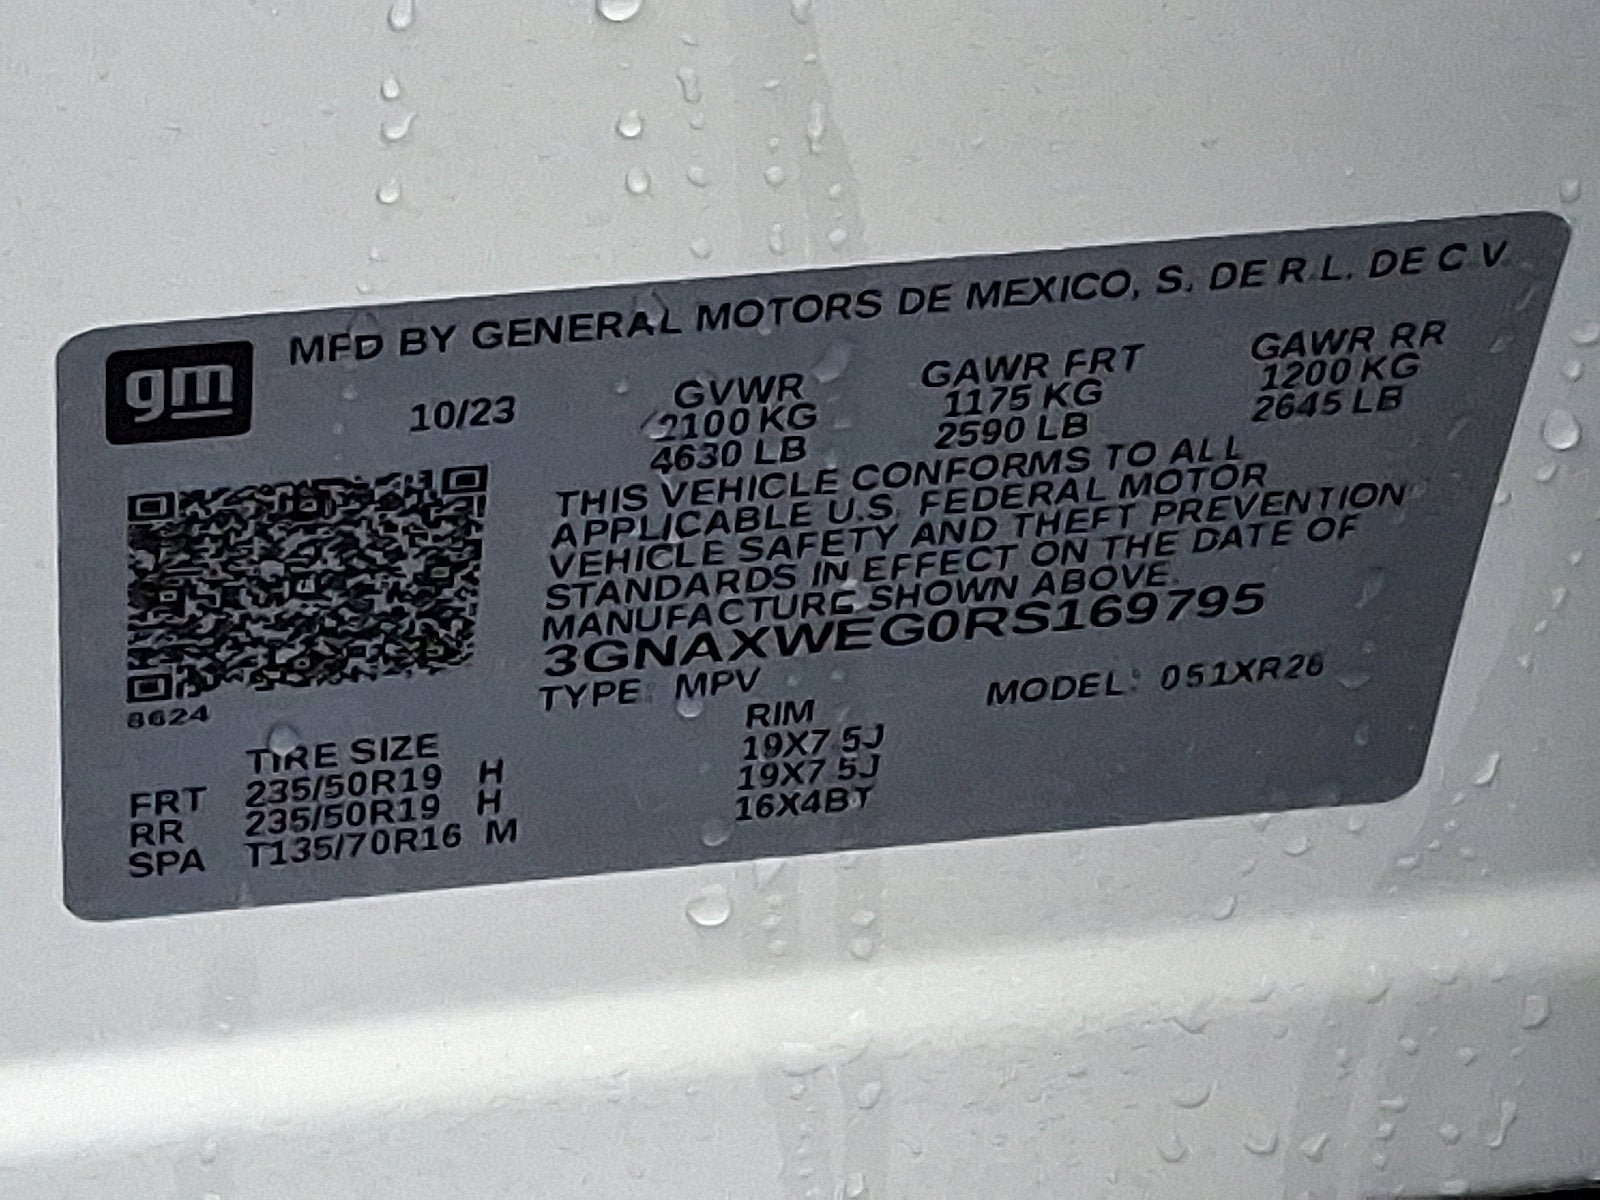 gm
MFD BY GENERAL MOTORS DE MEXICO, S. DE R.L. DE C V
10/23
GVWR GAWR FRT GAWR RR
2100 KG 1175 KG 1200 KG
4630 LB 2590 LB 2645 LB
THIS VEHICLE CONFORMS TO ALL
APPLICABLE U.S. FEDERAL MOTOR
VEHICLE SAFETY AND THEFT PREVENTION
STANDARDS IN EFFECT ON THE DATE OF
MANUFACTURE SHOWN ABOVE.
3GNAXWEG0RS169795
TYPE: MPV MODEL: 051XR26
8624
TIRE SIZE RIM
FRT 235/50R19 H 19X7 5J
RR 235/50R19 H 19X7 5J
SPA T135/70R16 M 16X4BT